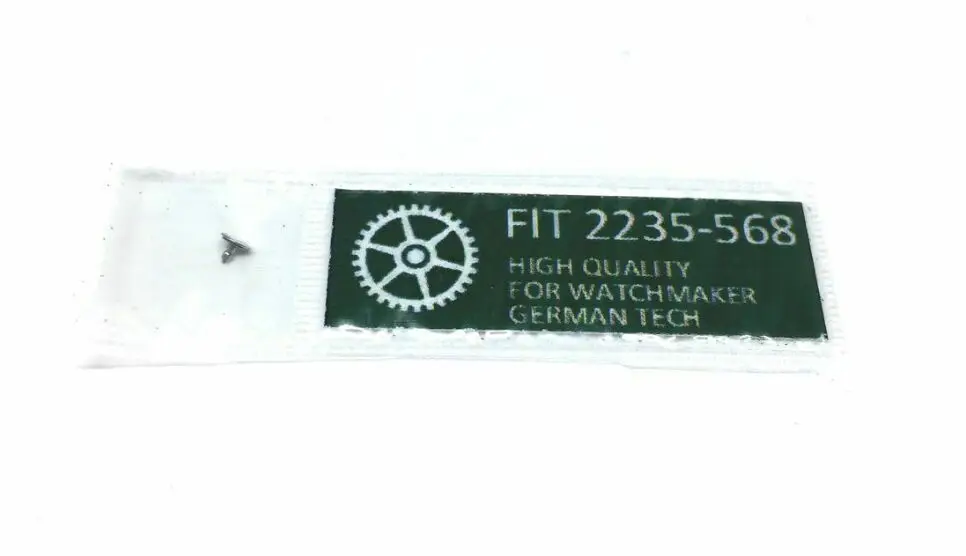 FIT 2235-568
HIGH QUALITY
FOR WATCHMAKER
GERMAN TECH